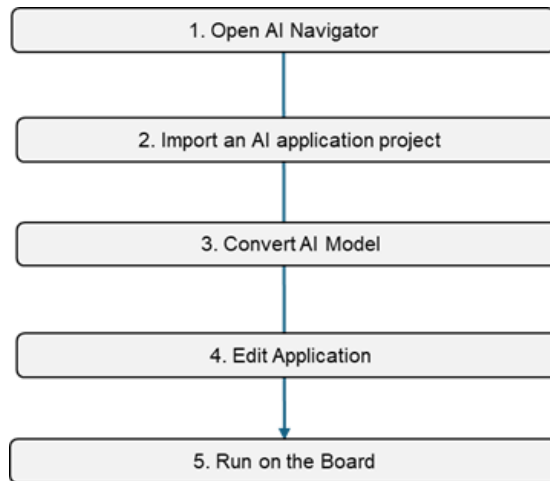 1. Open AI Navigator
2. Import an AI application project
3. Convert AI Model
4. Edit Application
5. Run on the Board